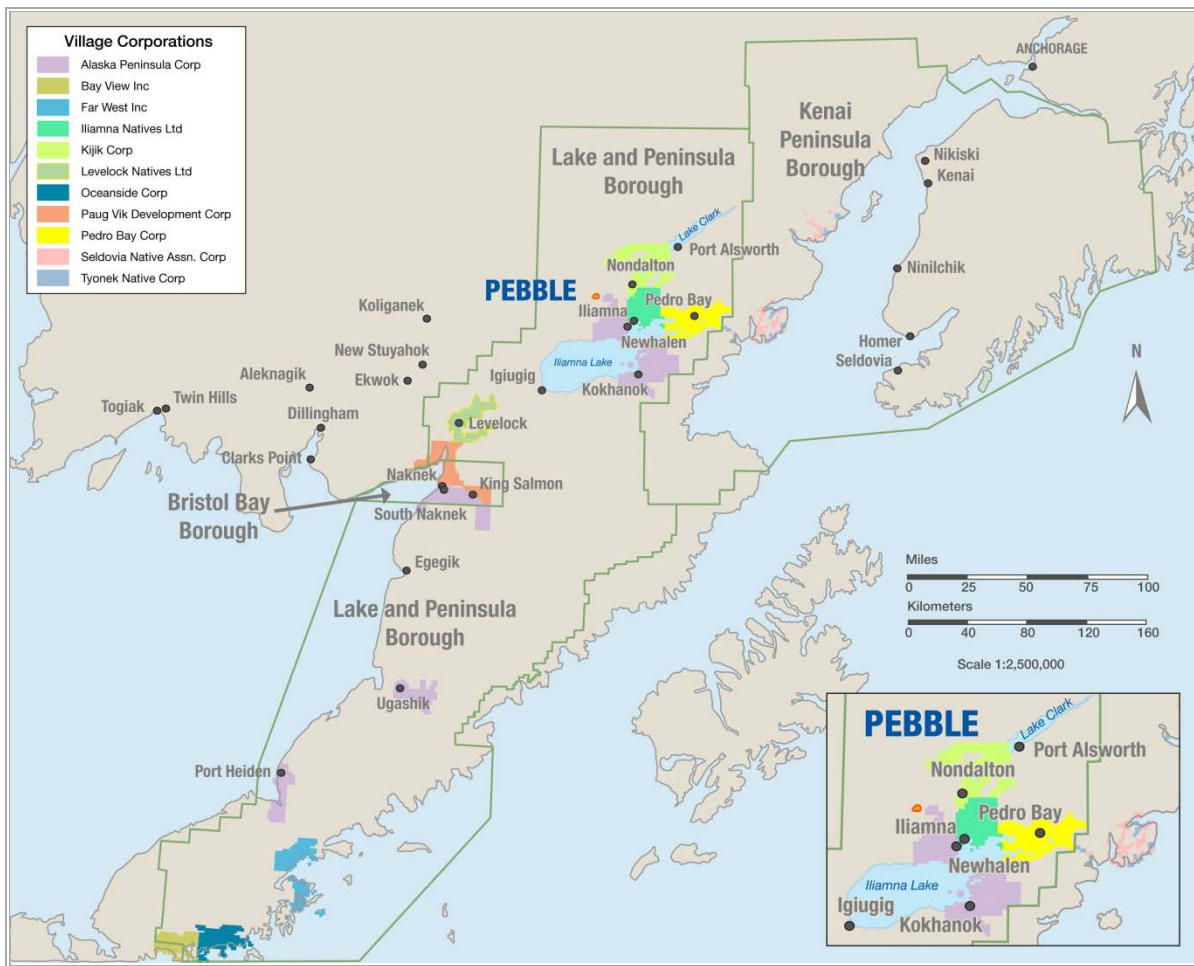 Village Corporations
Alaska Peninsula Corp
Bay View Inc
Far West Inc
Iliamna Natives Ltd
Kijik Corp
Levelock Natives Ltd
Oceanside Corp
Paug Vik Development Corp
Pedro Bay Corp
Seldovia Native Assn. Corp
Tyonek Native Corp
ANCHORAGE
Kenai
Peninsula
Borough
Lake and Peninsula
Borough
Nikiski
Kenai
Lake Clark
Port Alsworth
Nondalton
Ninilchik
PEBBLE
Pedro Bay
Iliamna
Koliganek
Newhalen
Homer
Seldovia
New Stuyahok
Iliamna Lake
Aleknagik
Ekwok
Igiugig
Kokhanok
N
Togiak
Twin Hills
Dillingham
Levelock
Clarks Point
Naknek
King Salmon
Bristol Bay
Borough
South Naknek
Egegik
Miles
0 25 50 75 100
Kilometers
0 40 80 120 160
Scale 1:2,500,000
Lake and Peninsula
Borough
Ugashik
Port Heiden
PEBBLE
Lake Clark
Port Alsworth
Nondalton
Pedro Bay
Iliamna
Newhalen
Iliamna Lake
Igiugig
Kokhanok